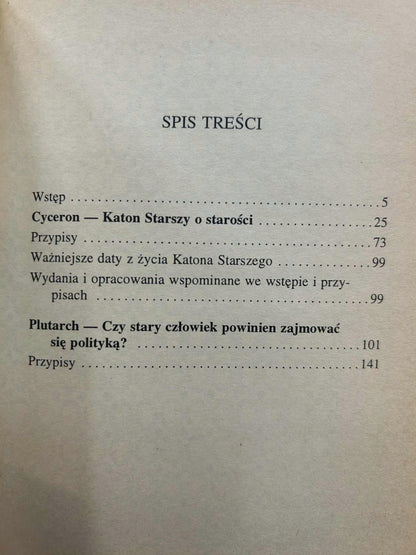 SPIS TREŚCI
Wstęp . . . . . . . . . . . . . . . . . . . . . . . . . . . . . . . . . . . . . . . . . . 5
Cyceron — Katon Starszy o starości . . . . . . . . . . . . . . . . 25
Przypisy . . . . . . . . . . . . . . . . . . . . . . . . . . . . . . . . . . . . . . . 73
Ważniejsze daty z życia Katona Starszego . . . . . . . . . . . . . 99
Wydania i opracowania wspominane we wstępie i przy-
pisach . . . . . . . . . . . . . . . . . . . . . . . . . . . . . . . . . . . . . . 99
Plutarch — Czy stary człowiek powinien zajmować
się polityką? . . . . . . . . . . . . . . . . . . . . . . . . . . . . . . . 101
Przypisy . . . . . . . . . . . . . . . . . . . . . . . . . . . . . . . . . . . . . . 141